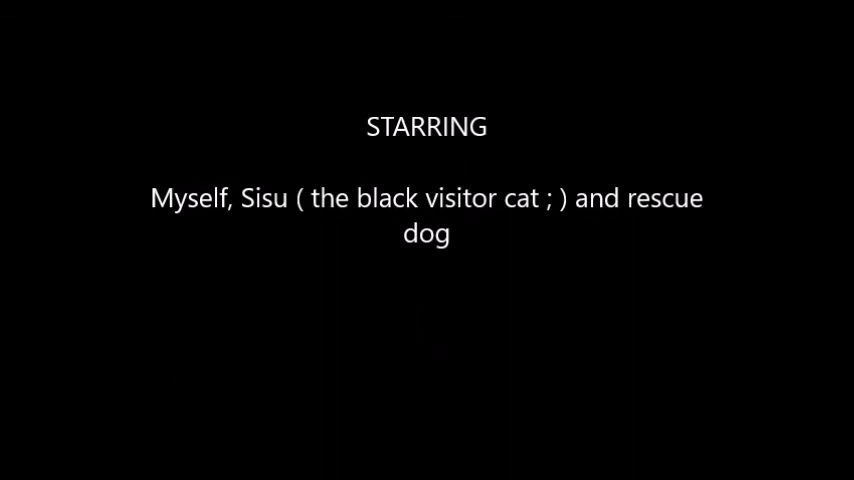 STARRING
Myself, Sisu ( the black visitor cat ; ) and rescue
dog